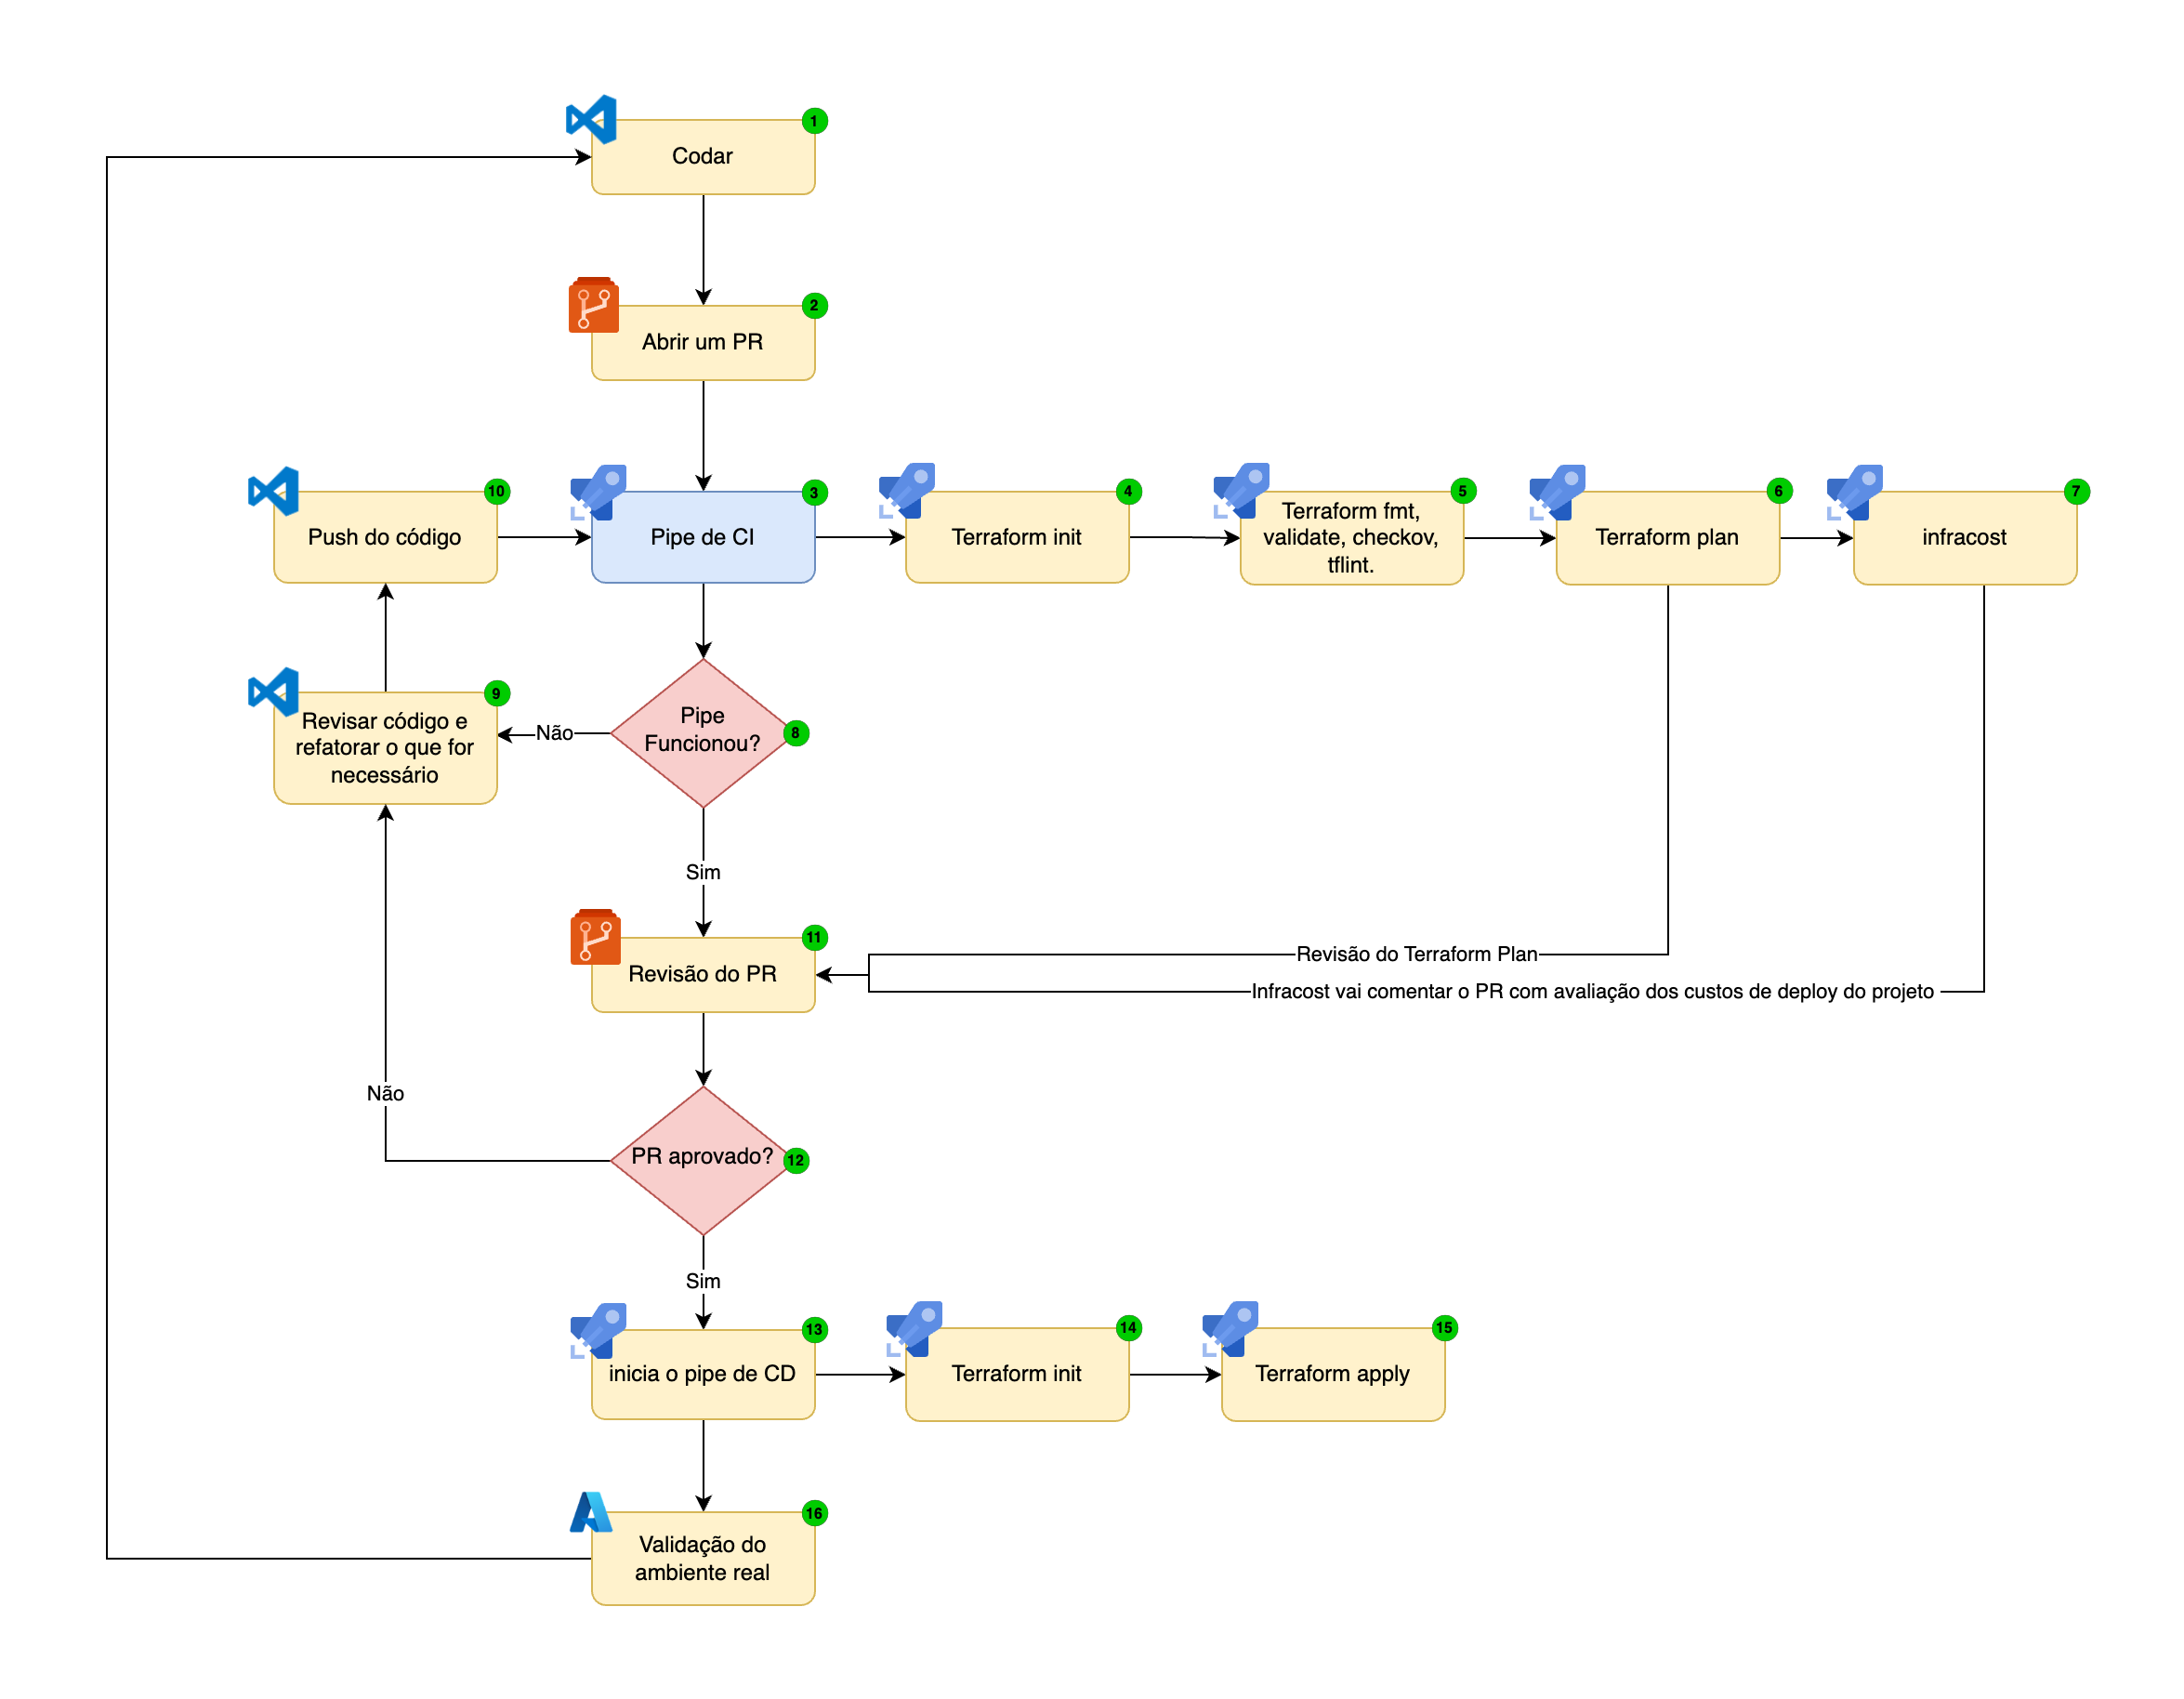 1
Codar
2
Abrir um PR
10
Push do código
3
Pipe de CI
4
Terraform init
5
Terraform fmt,
validate, checkov,
tflint.
6
Terraform plan
7
infracost
9
Revisar código e
refatorar o que for
necessário
Não
Pipe
Funcionou?
8
Sim
11
Revisão do PR
Revisão do Terraform Plan
Infracost vai comentar o PR com avaliação dos custos de deploy do projeto
Não
PR aprovado?
12
Sim
13
inicia o pipe de CD
14
Terraform init
15
Terraform apply
16
Validação do
ambiente real